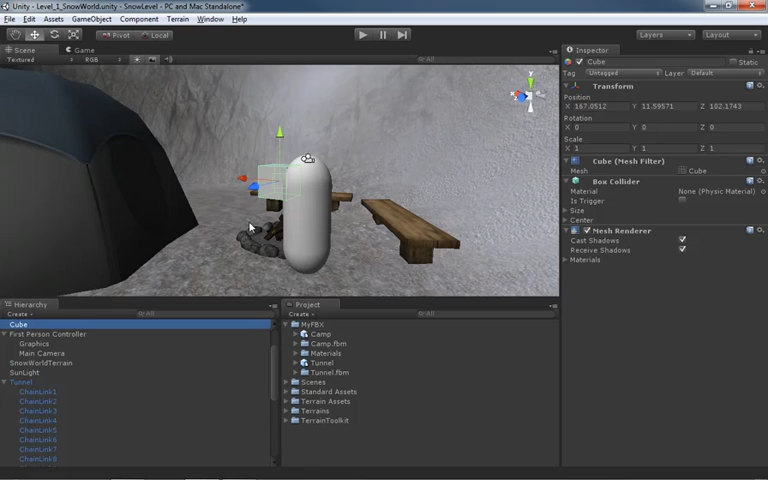 Unity - Level_1_SnowWorld.unity - SnowLevel - PC and Mac Standalone*
File Edit Assets GameObject Component Terrain Window Help
Pivot Local Layers Layout
Scene Game
Textured RGB All
Inspector
Cube Static
Tag Untagged Layer Default
Transform
Position
X 167.0512 Y 11.59571 Z 102.1743
Rotation
X 0 Y 0 Z 0
Scale
X 1 Y 1 Z 1
Cube (Mesh Filter)
Mesh Cube
Box Collider
Material None (Physic Material)
Is Trigger
Size
Center
Mesh Renderer
Cast Shadows
Receive Shadows
Materials
y
x
Hierarchy
Create All
Cube
First Person Controller
Graphics
Main Camera
SnowWorldTerrain
SunLight
Tunnel
ChainLink1
ChainLink2
ChainLink3
ChainLink4
ChainLink5
ChainLink6
ChainLink7
ChainLink8
Project
Create All
MyFBX
Camp
Camp.fbm
Materials
Tunnel
Tunnel.fbm
Scenes
Standard Assets
Terrain Assets
Terrains
TerrainToolkit